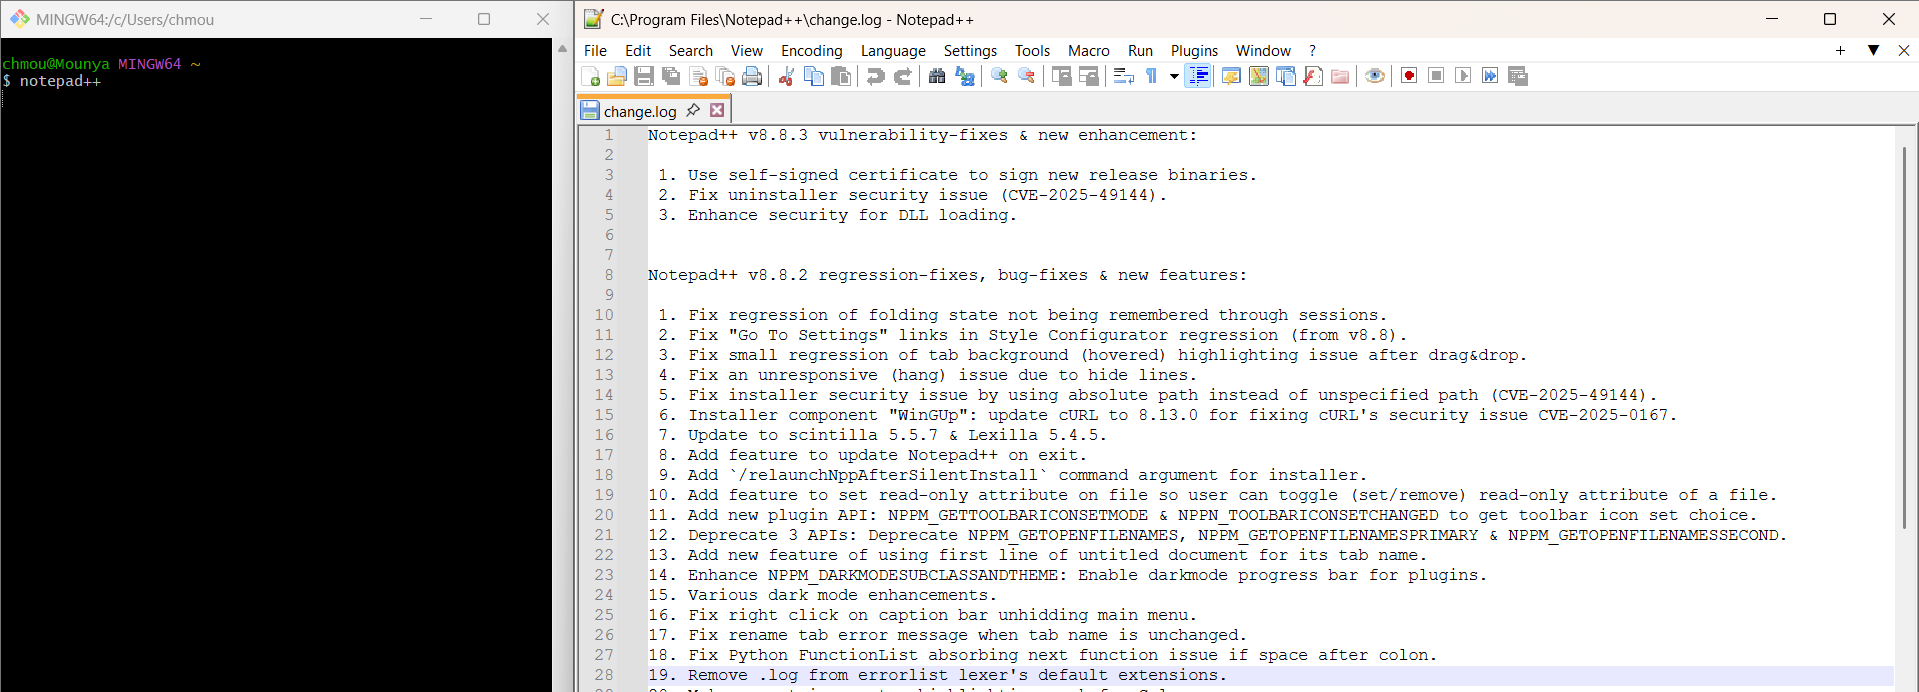 MINGW64:/c/Users/chmou
chmou@Mounya MINGW64 ~
$ notepad++
C:\Program Files\Notepad++\change.log - Notepad++
File Edit Search View Encoding Language Settings Tools Macro Run Plugins Window ?
change.log
1 Notepad++ v8.8.3 vulnerability-fixes & new enhancement:
2
3 1. Use self-signed certificate to sign new release binaries.
4 2. Fix uninstaller security issue (CVE-2025-49144).
5 3. Enhance security for DLL loading.
6
7
8 Notepad++ v8.8.2 regression-fixes, bug-fixes & new features:
9
10 1. Fix regression of folding state not being remembered through sessions.
11 2. Fix "Go To Settings" links in Style Configurator regression (from v8.8).
12 3. Fix small regression of tab background (hovered) highlighting issue after drag&drop.
13 4. Fix an unresponsive (hang) issue due to hide lines.
14 5. Fix installer security issue by using absolute path instead of unspecified path (CVE-2025-49144).
15 6. Installer component "WinGUp": update cURL to 8.13.0 for fixing cURL's security issue CVE-2025-0167.
16 7. Update to scintilla 5.5.7 & Lexilla 5.4.5.
17 8. Add feature to update Notepad++ on exit.
18 9. Add `/relaunchNppAfterSilentInstall` command argument for installer.
19 10. Add feature to set read-only attribute on file so user can toggle (set/remove) read-only attribute of a file.
20 11. Add new plugin API: NPPM_GETTOOLBARICONSETMODE & NPPN_TOOLBARICONSETCHANGED to get toolbar icon set choice.
21 12. Deprecate 3 APIs: Deprecate NPPM_GETOPENFILENAMES, NPPM_GETOPENFILENAMESPRIMARY & NPPM_GETOPENFILENAMESSECOND.
22 13. Add new feature of using first line of untitled document for its tab name.
23 14. Enhance NPPM_DARKMODESUBCLASSANDTHEME: Enable darkmode progress bar for plugins.
24 15. Various dark mode enhancements.
25 16. Fix right click on caption bar unhidding main menu.
26 17. Fix rename tab error message when tab name is unchanged.
27 18. Fix Python FunctionList absorbing next function issue if space after colon.
28 19. Remove .log from errorlist lexer's default extensions.